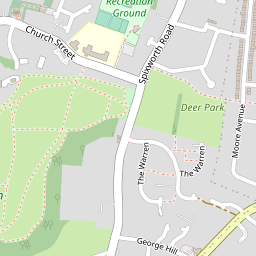 Recreation
Ground
Church Street
Spixworth Road
Deer Park
Moore Avenue
The Warren
The Warren
George Hill